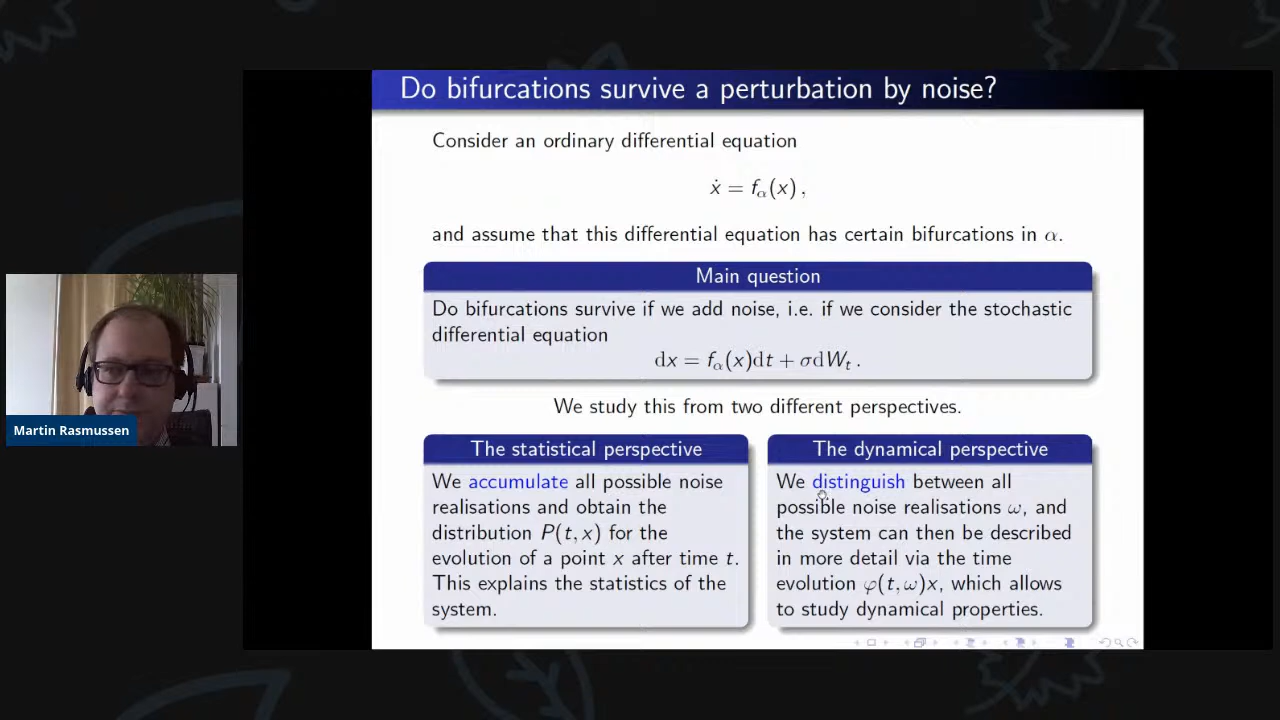 Do bifurcations survive a perturbation by noise?
Consider an ordinary differential equation
ẋ = f_α(x) ,
and assume that this differential equation has certain bifurcations in α.
Main question
Do bifurcations survive if we add noise, i.e. if we consider the stochastic
differential equation
dx = f_α(x)dt + σdW_t .
We study this from two different perspectives.
The statistical perspective
We accumulate all possible noise
realisations and obtain the
distribution P(t, x) for the
evolution of a point x after time t.
This explains the statistics of the
system.
The dynamical perspective
We distinguish between all
possible noise realisations ω, and
the system can then be described
in more detail via the time
evolution φ(t, ω)x, which allows
to study dynamical properties.
Martin Rasmussen